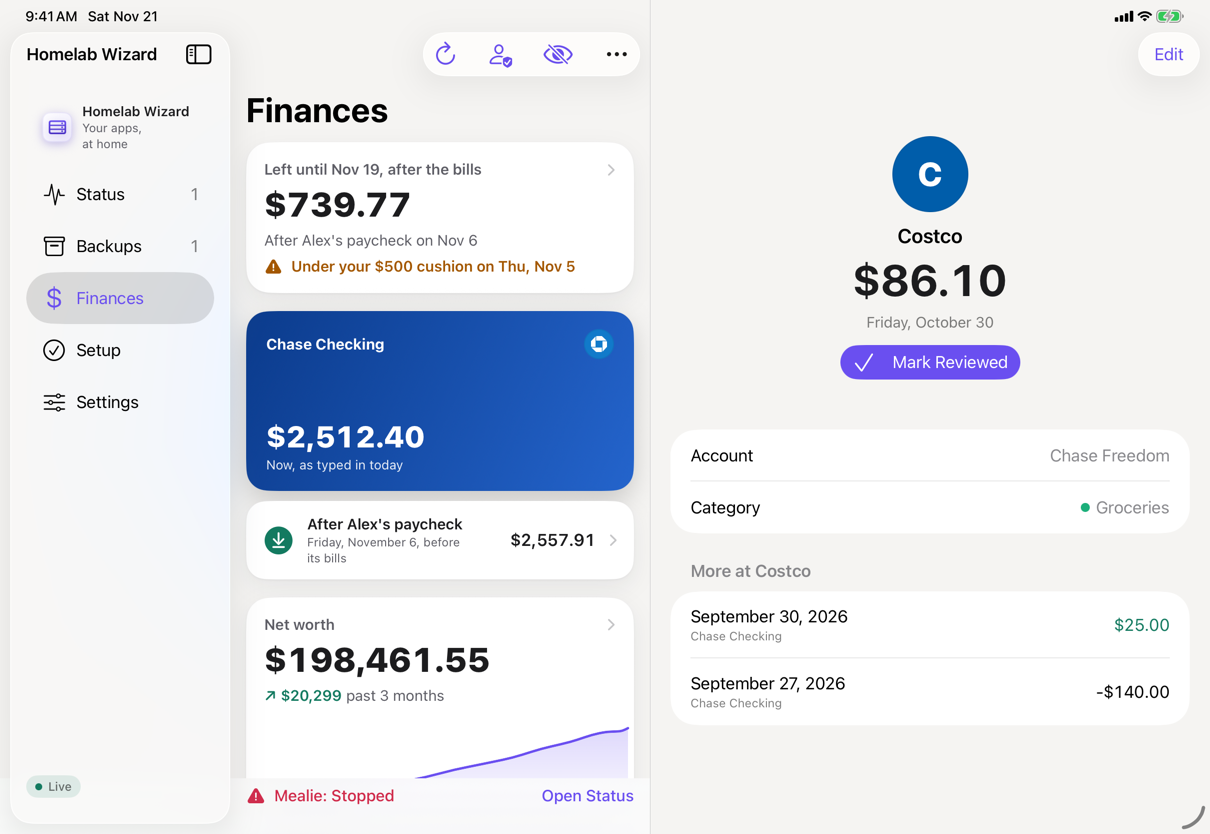 9:41 AM Sat Nov 21
Homelab Wizard
Homelab Wizard
Your apps,
at home
Status 1
Backups 1
$ Finances
Setup
Settings
Live
Finances
Left until Nov 19, after the bills
$739.77
After Alex's paycheck on Nov 6
Under your $500 cushion on Thu, Nov 5
Chase Checking
$2,512.40
Now, as typed in today
After Alex's paycheck
Friday, November 6, before
its bills
$2,557.91
Net worth
$198,461.55
$20,299 past 3 months
Mealie: Stopped
Open Status
Edit
C
Costco
$86.10
Friday, October 30
Mark Reviewed
Account Chase Freedom
Category Groceries
More at Costco
September 30, 2026
Chase Checking
$25.00
September 27, 2026
Chase Checking
-$140.00